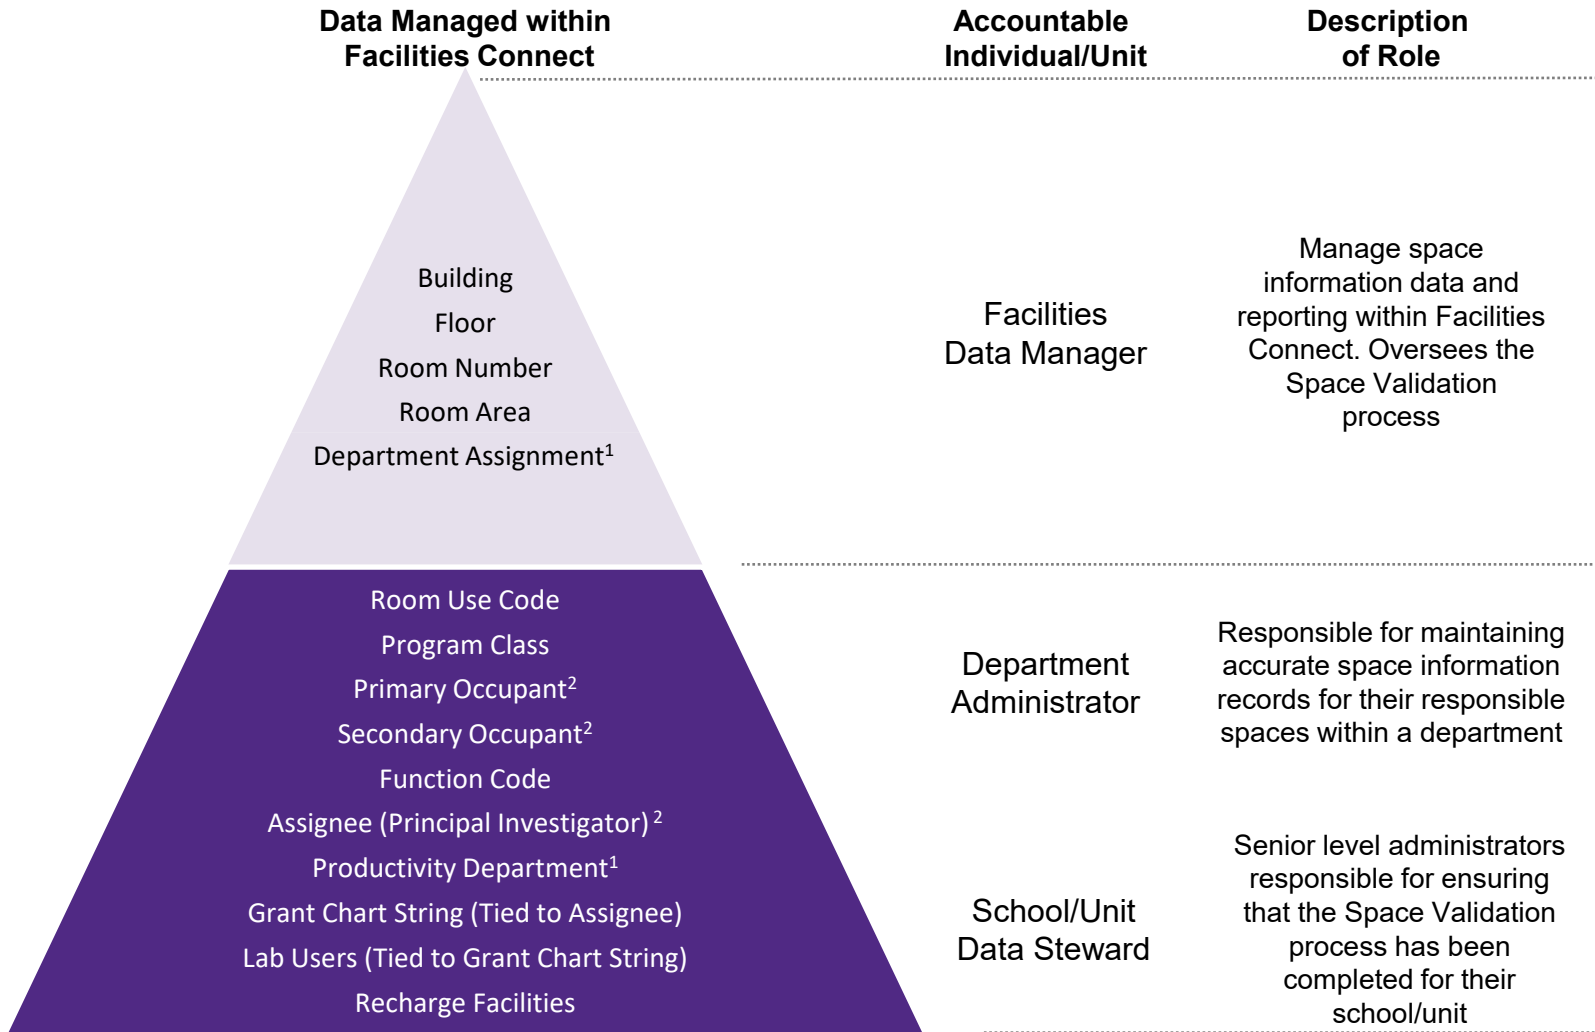 Data Managed within
Facilities Connect
Accountable
Individual/Unit
Description
of Role
Building
Floor
Room Number
Room Area
Department Assignment¹
Facilities
Data Manager
Manage space
information data and
reporting within Facilities
Connect. Oversees the
Space Validation
process
Room Use Code
Program Class
Primary Occupant²
Secondary Occupant²
Function Code
Assignee (Principal Investigator) ²
Productivity Department¹
Grant Chart String (Tied to Assignee)
Lab Users (Tied to Grant Chart String)
Recharge Facilities
Department
Administrator
Responsible for maintaining
accurate space information
records for their responsible
spaces within a department
School/Unit
Data Steward
Senior level administrators
responsible for ensuring
that the Space Validation
process has been
completed for their
school/unit